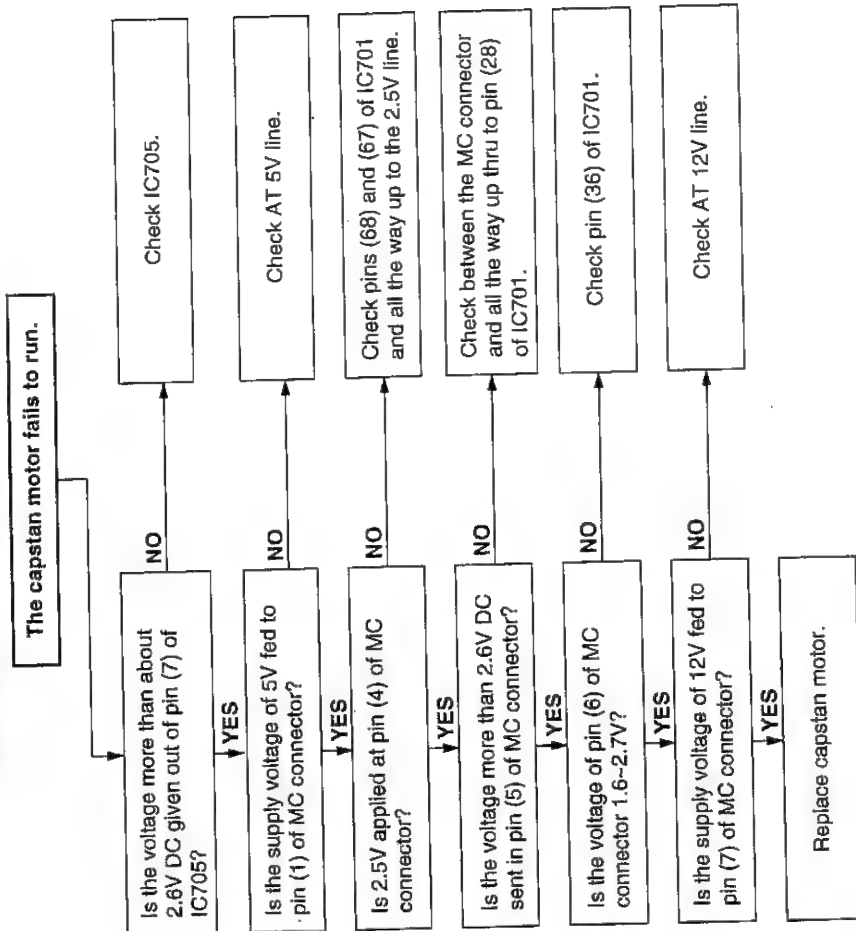 The capstan motor fails to run.
Is the voltage more than about
2.6V DC given out of pin (7) of
IC705?
NO
Check IC705.
YES
Is the supply voltage of 5V fed to
pin (1) of MC connector?
NO
Check AT 5V line.
YES
Is 2.5V applied at pin (4) of MC
connector?
NO
Check pins (68) and (67) of IC701
and all the way up to the 2.5V line.
YES
Is the voltage more than 2.6V DC
sent in pin (5) of MC connector?
NO
Check between the MC connector
and all the way up thru to pin (28)
of IC701.
YES
Is the voltage of pin (6) of MC
connector 1.6~2.7V?
NO
Check pin (36) of IC701.
YES
Is the supply voltage of 12V fed to
pin (7) of MC connector?
NO
Check AT 12V line.
YES
Replace capstan motor.